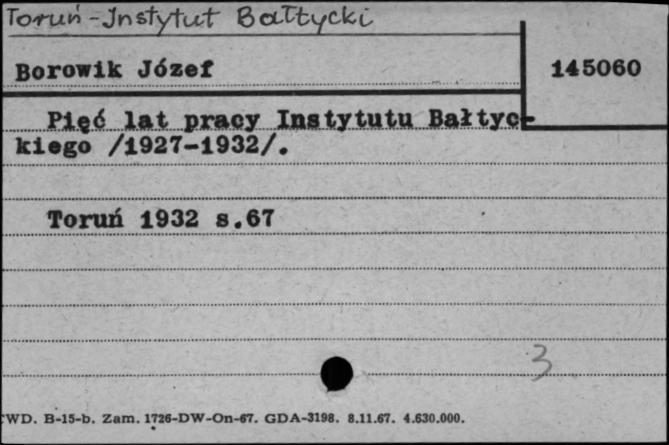 Toruń - Instytut Bałtycki
Borowik Józef
145060
Pięć lat pracy Instytutu Bałtyc-
kiego /1927-1932/.
Toruń 1932 s.67
3
WD. B-15-b. Zam. 1726-DW-On-67. GDA-3198. 8.11.67. 4.630.000.